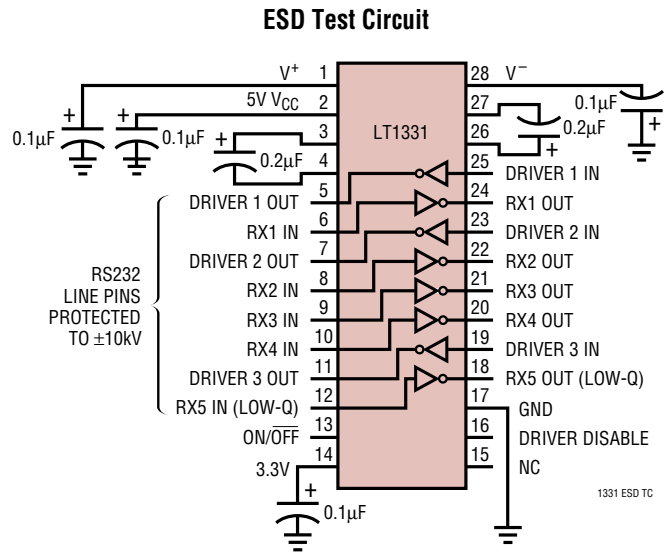 ESD Test Circuit
V+ 1
5V VCC 2
3
4
DRIVER 1 OUT 5
RX1 IN 6
DRIVER 2 OUT 7
RX2 IN 8
RX3 IN 9
RX4 IN 10
DRIVER 3 OUT 11
RX5 IN (LOW-Q) 12
ON/OFF 13
3.3V 14
LT1331
28 V–
27
26
25 DRIVER 1 IN
24 RX1 OUT
23 DRIVER 2 IN
22 RX2 OUT
21 RX3 OUT
20 RX4 OUT
19 DRIVER 3 IN
18 RX5 OUT (LOW-Q)
17 GND
16 DRIVER DISABLE
15 NC
+
0.1µF
+
0.1µF
+
0.2µF
0.2µF
+
0.1µF
+
+
0.1µF
RS232
LINE PINS
PROTECTED
TO ±10kV
1331 ESD TC